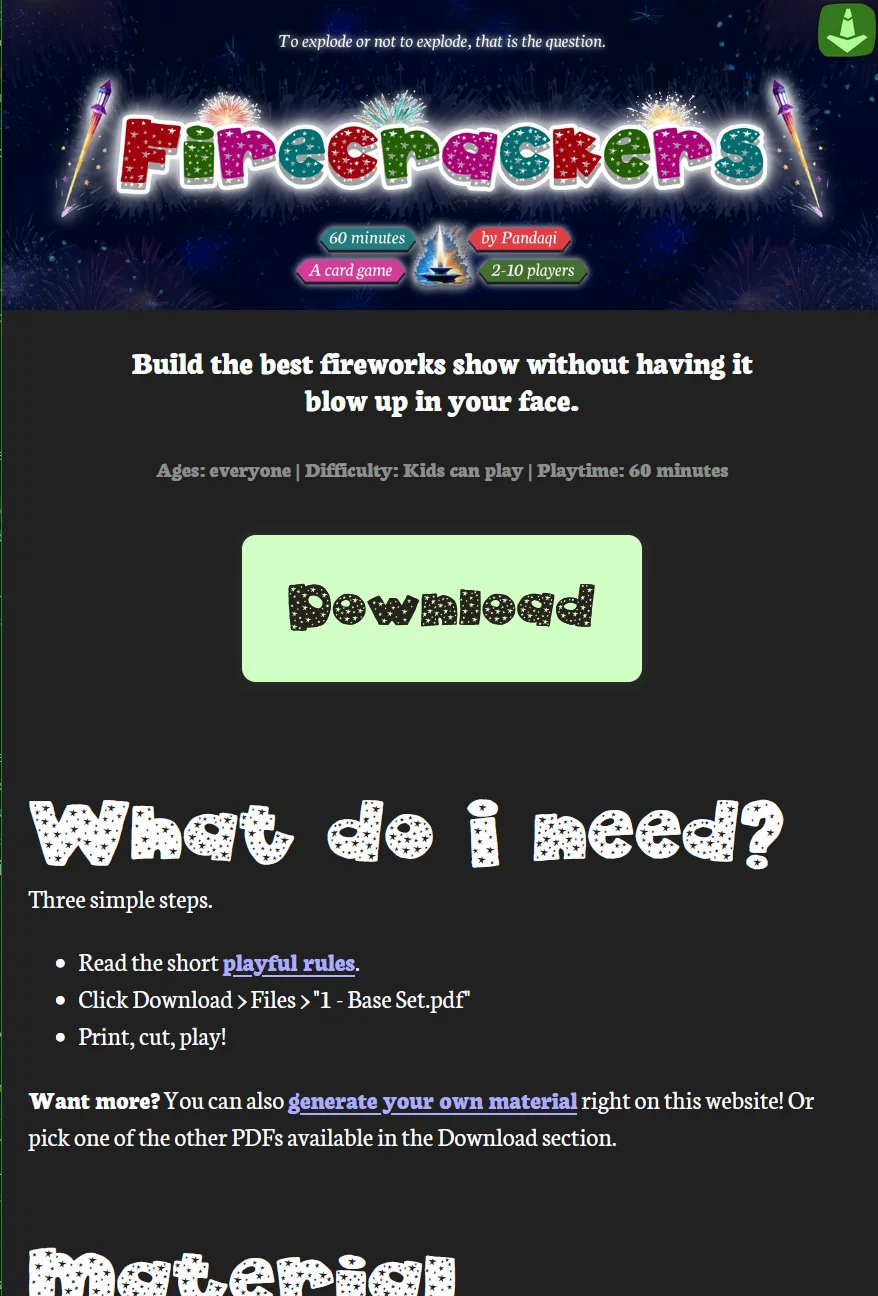 To explode or not to explode, that is the question.
Firecrackers
60 minutes
by Pandaqi
A card game
2-10 players
Build the best fireworks show without having it
blow up in your face.
Ages: everyone | Difficulty: Kids can play | Playtime: 60 minutes
Download
What do i need?
Three simple steps.
• Read the short playful rules.
• Click Download > Files > "1 - Base Set.pdf"
• Print, cut, play!
Want more? You can also generate your own material right on this website! Or
pick one of the other PDFs available in the Download section.
Material